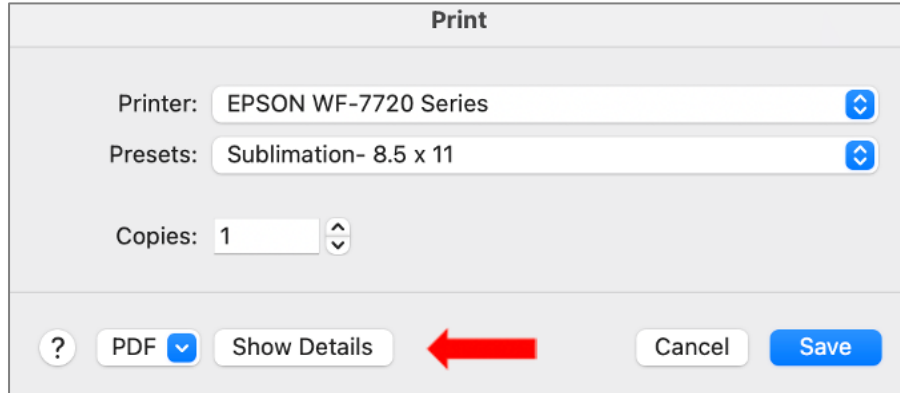 Print
Printer: EPSON WF-7720 Series
Presets: Sublimation- 8.5 x 11
Copies: 1
? PDF Show Details Cancel Save